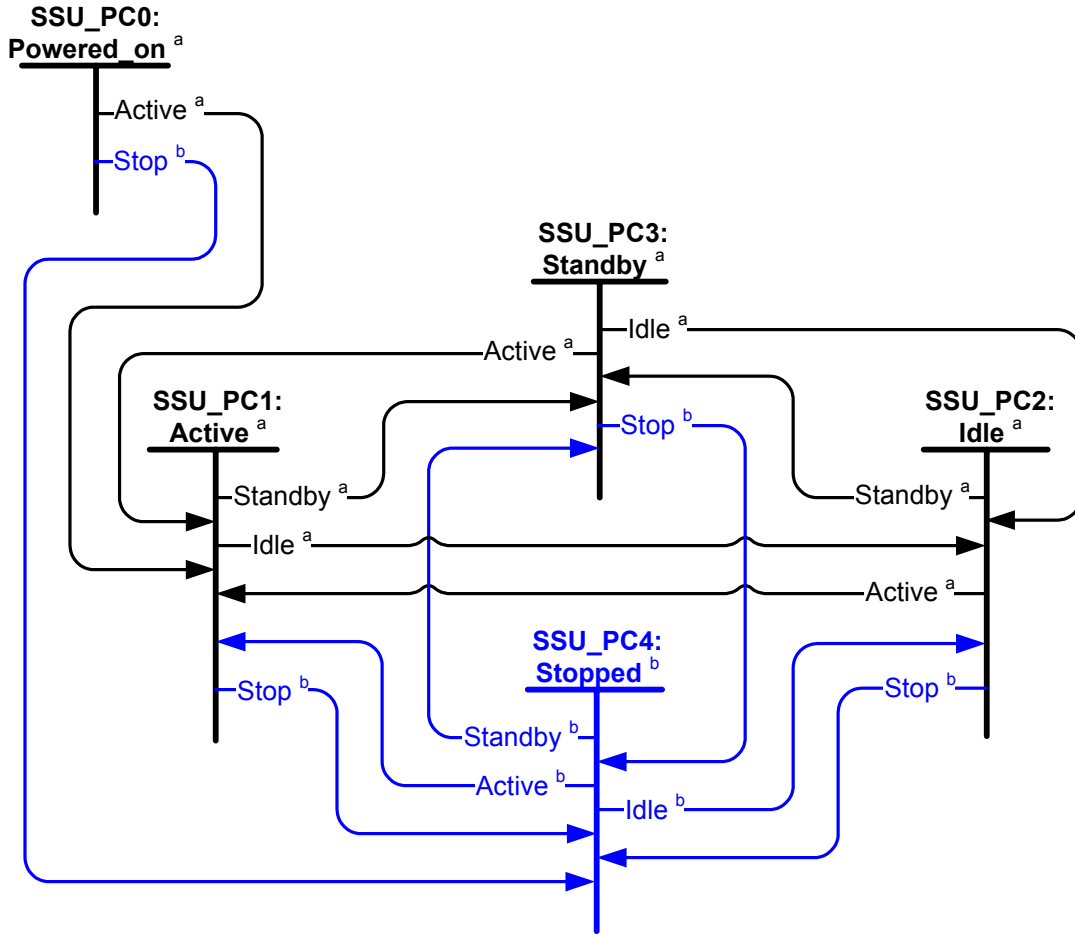 SSU_PC0:
Powered_on a
Active a
Stop b
SSU_PC3:
Standby a
Idle a
Active a
SSU_PC1:
Active a
SSU_PC2:
Idle a
Stop b
Standby a
Standby a
Idle a
Active a
SSU_PC4:
Stopped b
Stop b
Stop b
Standby b
Active b
Idle b